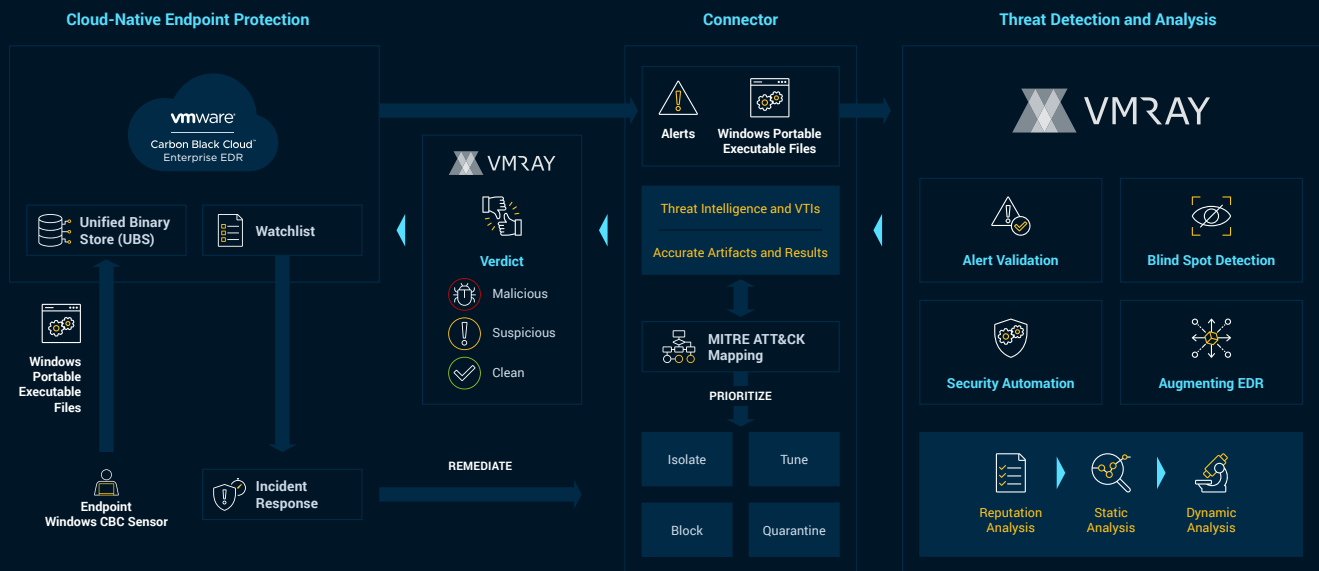 Cloud-Native Endpoint Protection
Connector
Threat Detection and Analysis
vmware®
Carbon Black Cloud™
Enterprise EDR
Unified Binary
Store (UBS)
Watchlist
Windows
Portable
Executable
Files
Endpoint
Windows CBC Sensor
Incident
Response
VMRAY
Verdict
Malicious
Suspicious
Clean
REMEDIATE
Alerts
Windows Portable
Executable Files
Threat Intelligence and VTIs
Accurate Artifacts and Results
MITRE ATT&CK
Mapping
PRIORITIZE
Isolate
Tune
Block
Quarantine
VMRAY
Alert Validation
Blind Spot Detection
Security Automation
Augmenting EDR
Reputation
Analysis
Static
Analysis
Dynamic
Analysis